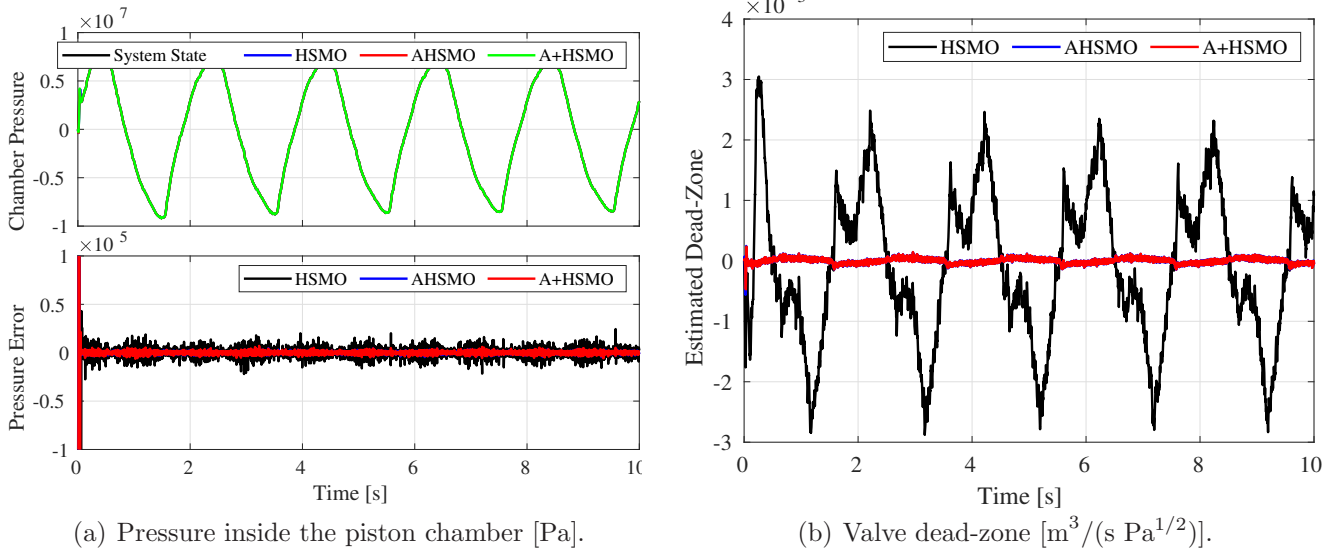 ×10 7
System State HSMO AHSMO A+HSMO
0.5
0
-0.5
-1
Chamber Pressure
×10 5
1
HSMO AHSMO A+HSMO
0.5
0
-0.5
-1
Pressure Error
0 2 4 6 8 10
Time [s]
(a) Pressure inside the piston chamber [Pa].
4
HSMO AHSMO A+HSMO
3
2
1
0
-1
-2
-3
Estimated Dead-Zone
0 2 4 6 8 10
Time [s]
(b) Valve dead-zone [m³/(s Pa^{1/2})].